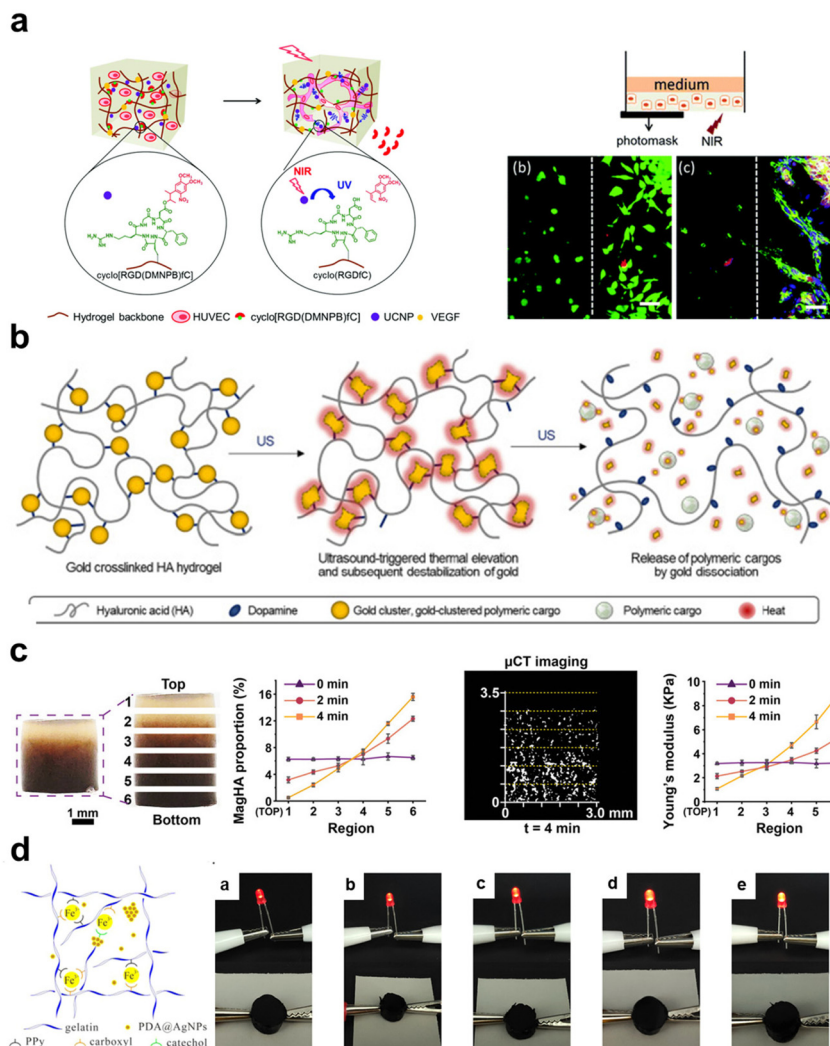 a
medium
photomask
NIR
NIR
UV
cyclo[RGD(DMNPB)fC]
cyclo(RGDfC)
(b)
(c)
Hydrogel backbone
HUVEC
cyclo[RGD(DMNPB)fC]
UCNP
VEGF
b
US
US
Gold crosslinked HA hydrogel
Ultrasound-triggered thermal elevation
and subsequent destabilization of gold
Release of polymeric cargos
by gold dissociation
Hyaluronic acid (HA)
Dopamine
Gold cluster, gold-clustered polymeric cargo
Polymeric cargo
Heat
c
Top
1
2
3
4
5
6
Bottom
1 mm
MagHA proportion (%)
16
12
8
4
0
0 min
2 min
4 min
(TOP) 1 2 3 4 5 6
Region
µCT imaging
3.5
0
0 3.0 mm
t = 4 min
Young's modulus (KPa)
8
6
4
2
0
0 min
2 min
4 min
(TOP) 1 2 3 4 5
Region
d
gelatin
PDA@AgNPs
PPy
carboxyl
catechol
a
b
c
d
e